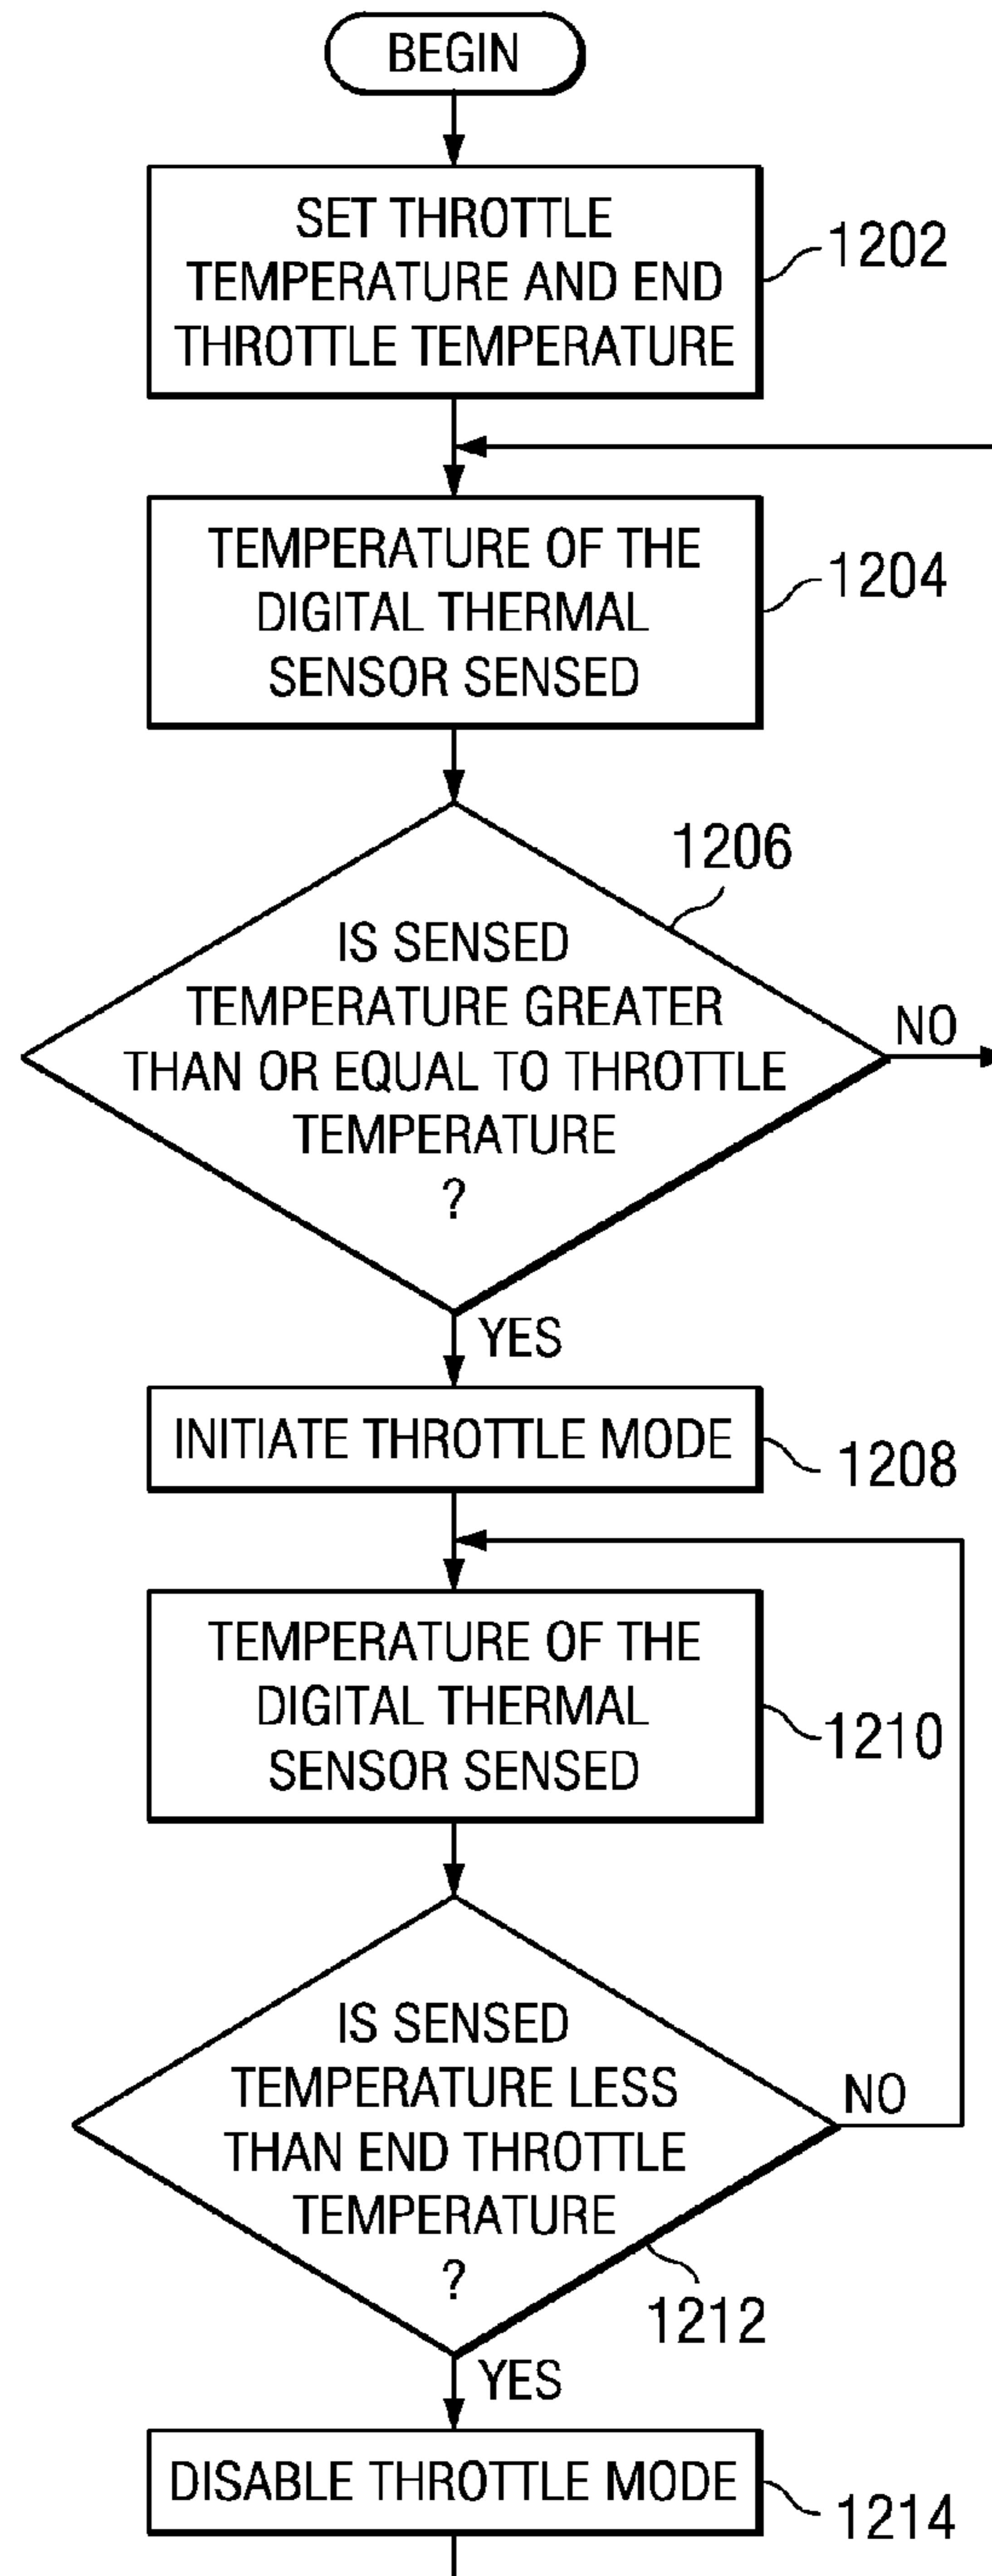 BEGIN
SET THROTTLE
TEMPERATURE AND END
THROTTLE TEMPERATURE
1202
TEMPERATURE OF THE
DIGITAL THERMAL
SENSOR SENSED
1204
1206
IS SENSED
TEMPERATURE GREATER
THAN OR EQUAL TO THROTTLE
TEMPERATURE
?
NO
YES
INITIATE THROTTLE MODE
1208
TEMPERATURE OF THE
DIGITAL THERMAL
SENSOR SENSED
1210
IS SENSED
TEMPERATURE LESS
THAN END THROTTLE
TEMPERATURE
?
NO
1212
YES
DISABLE THROTTLE MODE
1214